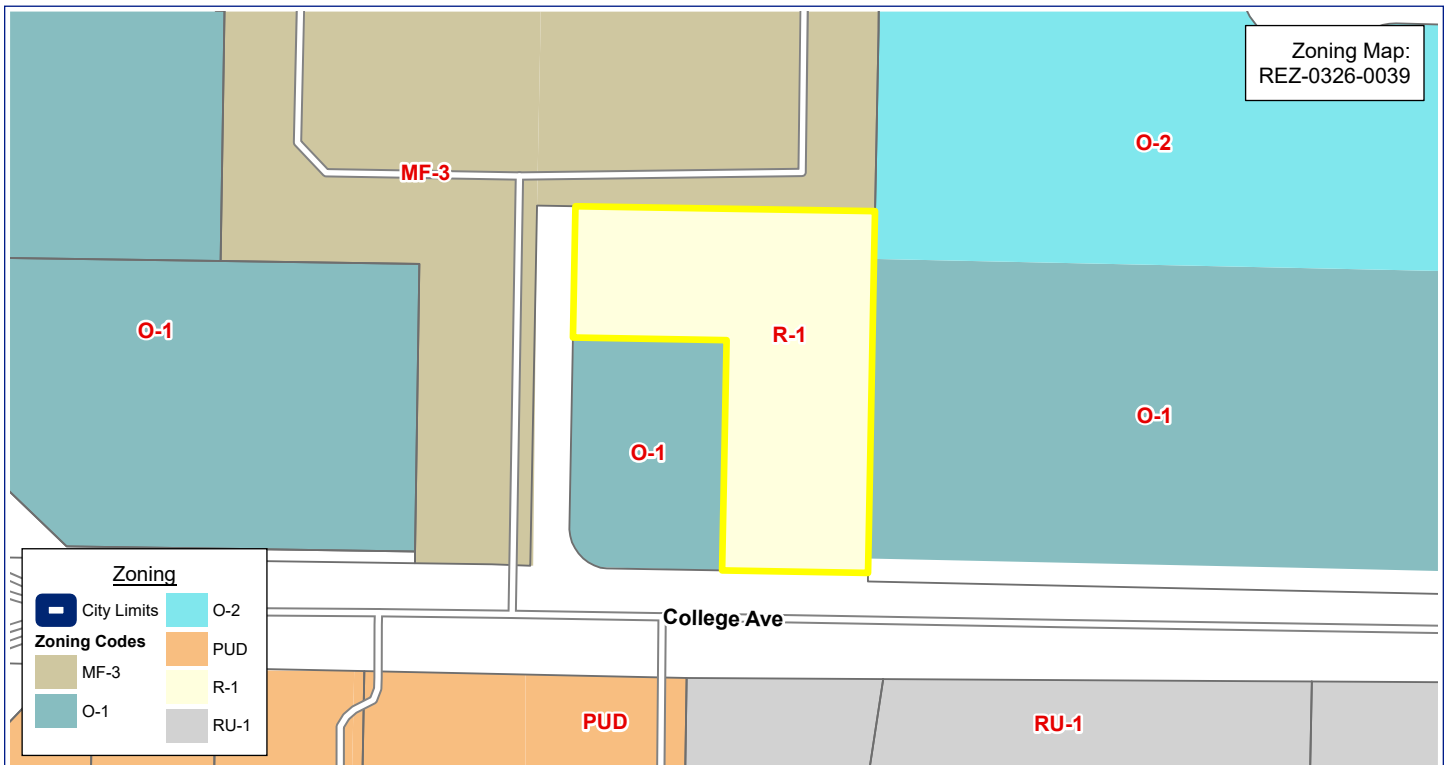 Zoning Map:
REZ-0326-0039
O-2
MF-3
O-1
R-1
O-1
O-1
College Ave
PUD
RU-1
Zoning
City Limits
Zoning Codes
MF-3
O-1
O-2
PUD
R-1
RU-1